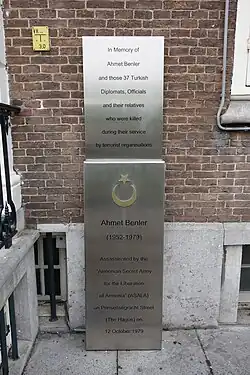 In Memory of
Ahmet Benler
and those 37 Turkish
Diplomats, Officials
and their relatives
who were killed
during their service
by terrorist organisations
Ahmet Benler
(1952-1979)
Assassinated by the
'Armenian Secret Army
for the Liberation
of Armenia' (ASALA)
on Prinsessegracht Street
(The Hague) on
12 October 1979